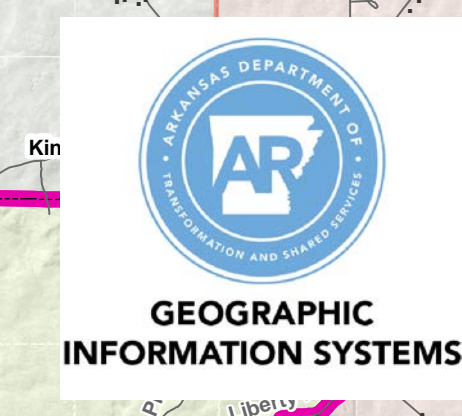 ARKANSAS DEPARTMENT OF
TRANSFORMATION AND SHARED SERVICES
AR
Kin
GEOGRAPHIC
INFORMATION SYSTEMS
Liberty